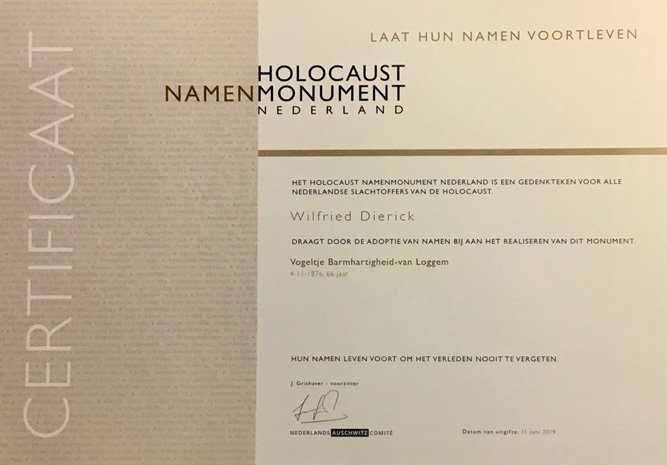 CERTIFICAAT
LAAT HUN NAMEN VOORTLEVEN
HOLOCAUST
NAMENMONUMENT
NEDERLAND
HET HOLOCAUST NAMENMONUMENT NEDERLAND IS EEN GEDENKTEKEN VOOR ALLE
NEDERLANDSE SLACHTOFFERS VAN DE HOLOCAUST.
Wilfried Dierick
DRAAGT DOOR DE ADOPTIE VAN NAMEN BIJ AAN HET REALISEREN VAN DIT MONUMENT.
Vogeltje Barmhartigheid-van Loggem
4-11-1876, 66 jaar
HUN NAMEN LEVEN VOORT OM HET VERLEDEN NOOIT TE VERGETEN.
J. Grishaver - voorzitter
NEDERLANDS AUSCHWITZ COMITÉ
Datum van uitgifte: 11 juni 2019